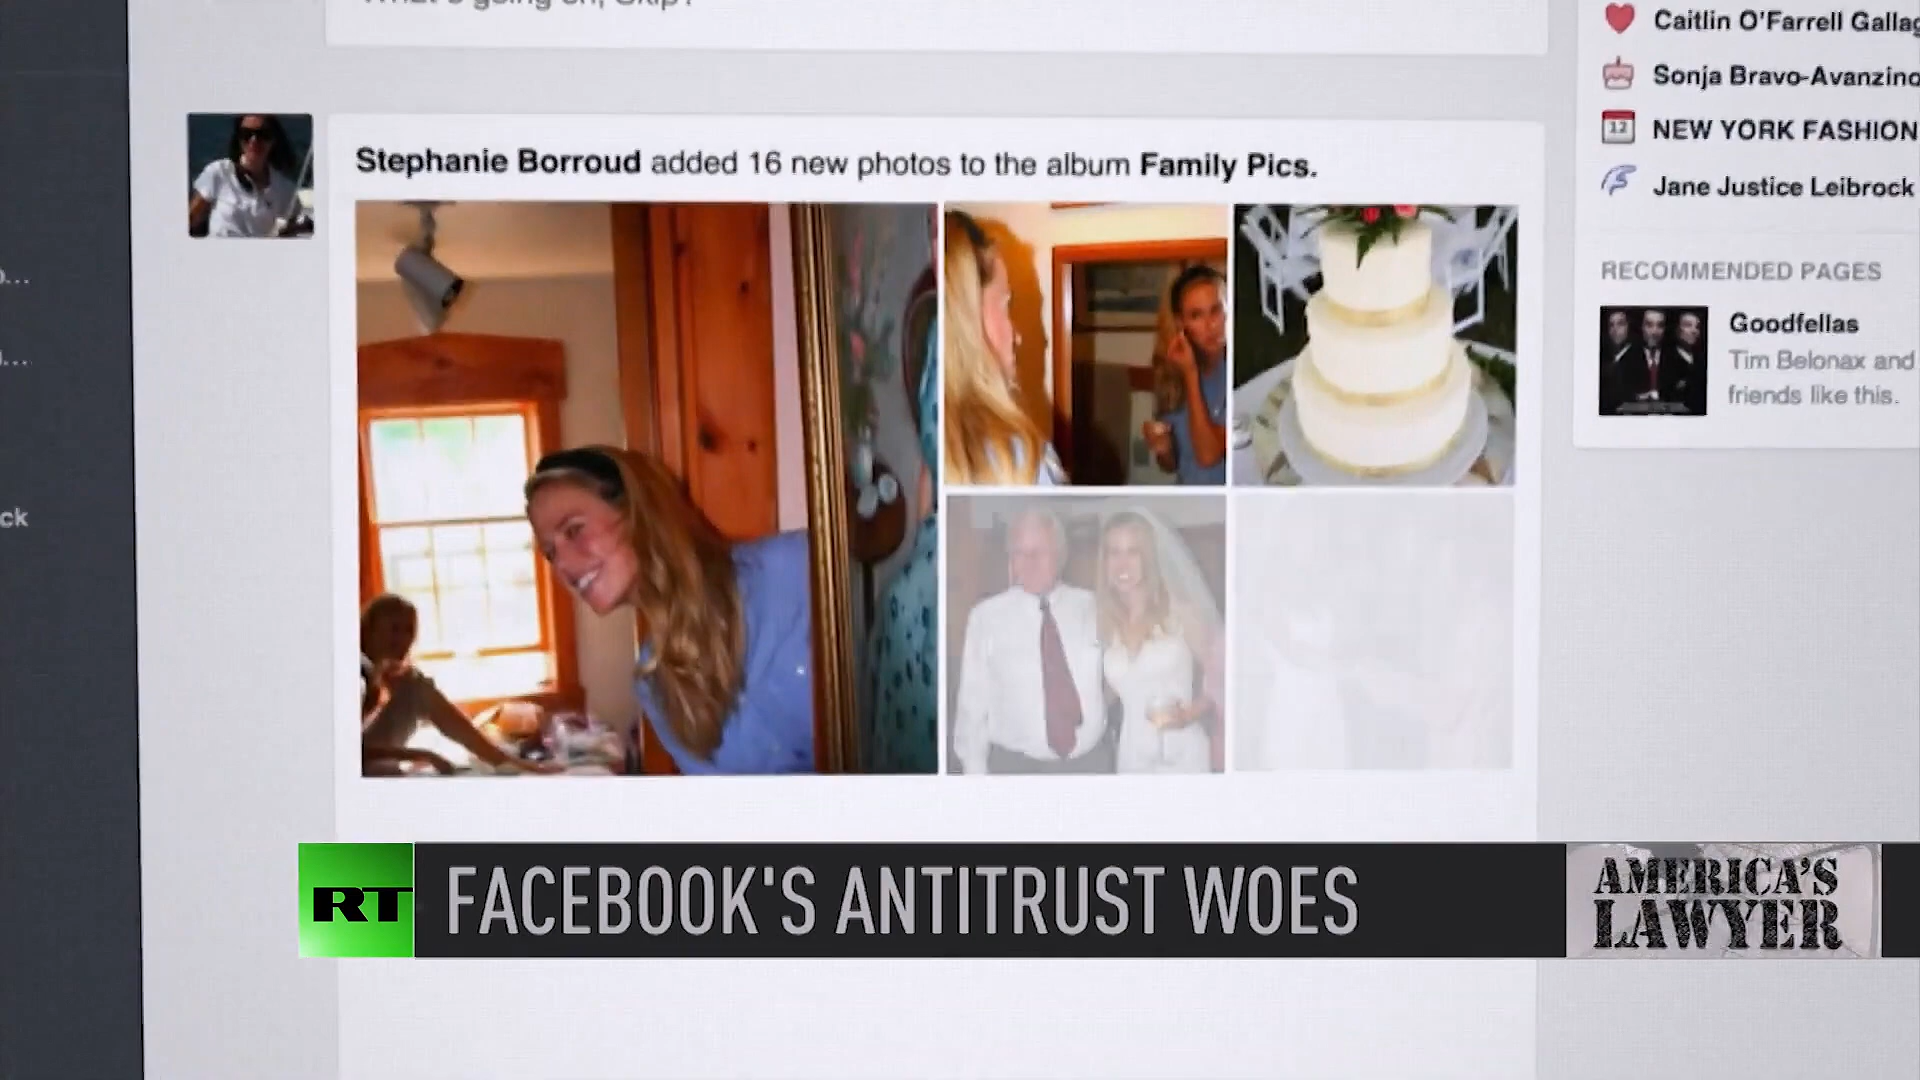 Caitlin O'Farrell
Sonja Bravo-Avanzino
12
NEW YORK FASHION
Jane Justice Leibrock
Stephanie Borroud added 16 new photos to the album Family Pics.
RECOMMENDED PAGES
Goodfellas
Tim Belonax and
friends like this.
ck
RT FACEBOOK'S ANTITRUST WOES
AMERICA'S
LAWYER